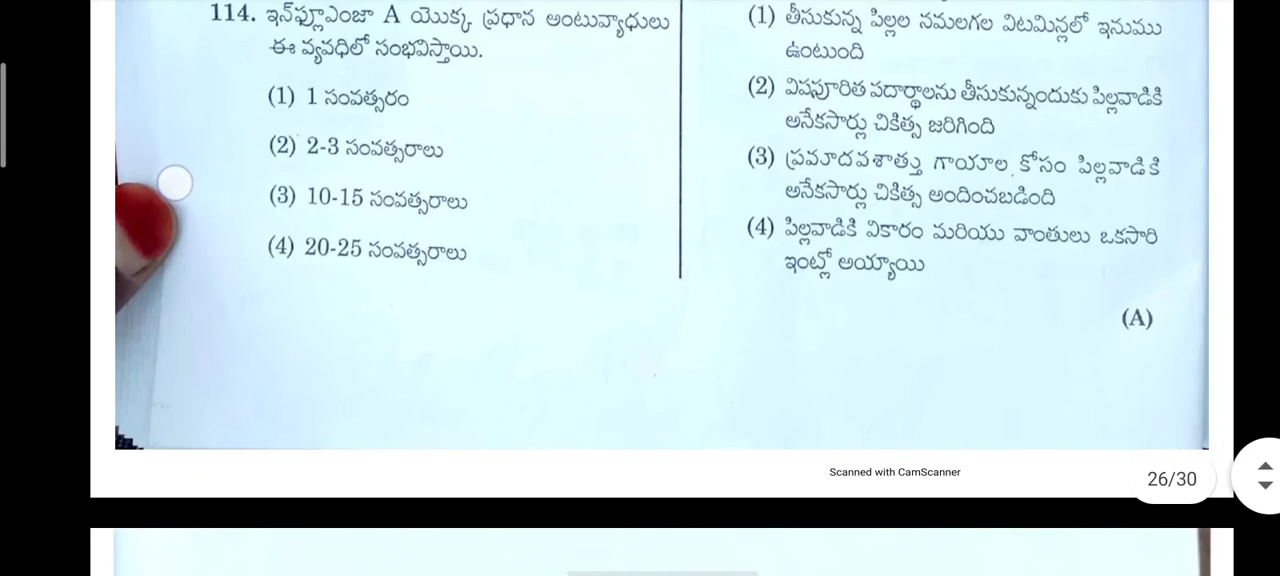 114. ఇన్‌ఫ్లూఎంజా A యొక్క ప్రధాన అంటువ్యాధులు
ఈ వ్యవధిలో సంభవిస్తాయి.
(1) 1 సంవత్సరం
(2) 2-3 సంవత్సరాలు
(3) 10-15 సంవత్సరాలు
(4) 20-25 సంవత్సరాలు
(1) తీసుకున్న పిల్లల నమలగల విటమిన్లలో ఇనుము
ఉంటుంది
(2) విషపూరిత పదార్థాలను తీసుకున్నందుకు పిల్లవాడికి
అనేకసార్లు చికిత్స జరిగింది
(3) ప్రమాదవశాత్తు గాయాల కోసం పిల్లవాడికి
అనేకసార్లు చికిత్స అందించబడింది
(4) పిల్లవాడికి వికారం మరియు వాంతులు ఒకసారి
ఇంట్లో అయ్యాయి
(A)
Scanned with CamScanner
26/30